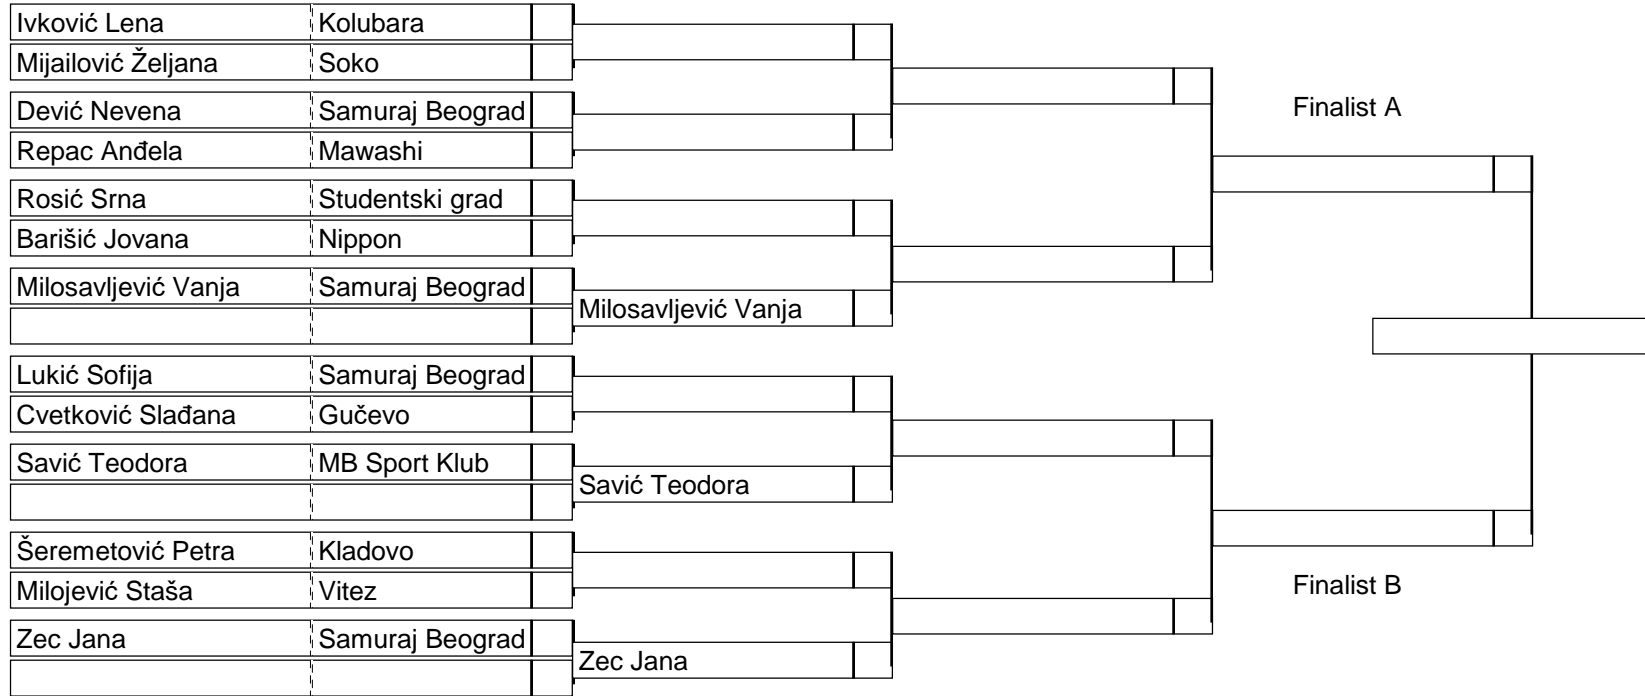 Ivković Lena Kolubara
Mijailović Željana Soko
Dević Nevena Samuraj Beograd
Finalist A
Repac Anđela Mawashi
Rosić Srna Studentski grad
Barišić Jovana Nippon
Milosavljević Vanja Samuraj Beograd
Milosavljević Vanja
Lukić Sofija Samuraj Beograd
Cvetković Slađana Gučevo
Savić Teodora MB Sport Klub
Savić Teodora
Šeremetović Petra Kladovo
Milojević Staša Vitez
Finalist B
Zec Jana Samuraj Beograd
Zec Jana